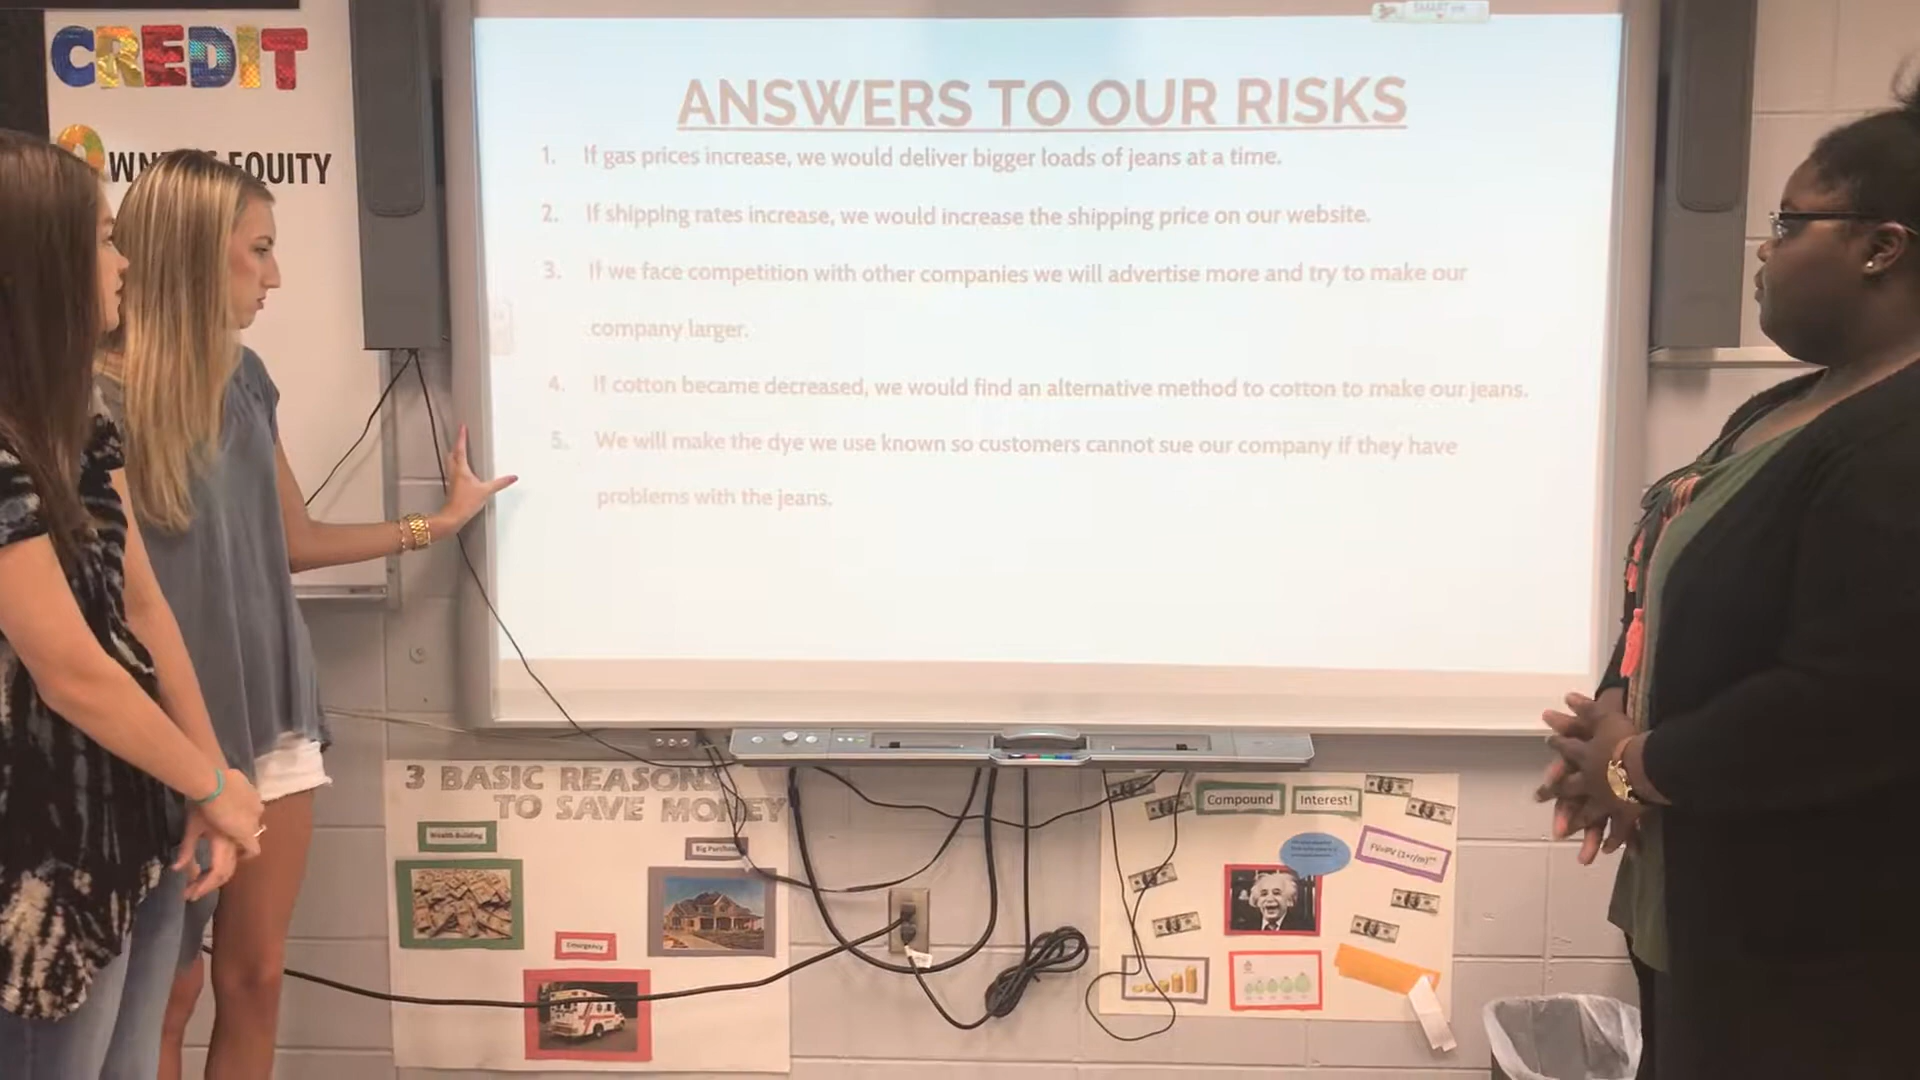 CREDIT
OWNER'S EQUITY
SMART ink
ANSWERS TO OUR RISKS
1. If gas prices increase, we would deliver bigger loads of jeans at a time.
2. If shipping rates increase, we would increase the shipping price on our website.
3. If we face competition with other companies we will advertise more and try to make our
company larger.
4. If cotton became decreased, we would find an alternative method to cotton to make our jeans.
5. We will make the dye we use known so customers cannot sue our company if they have
problems with the jeans.
3 BASIC REASONS
TO SAVE MONEY
Wealth Building
Big Purchase
Emergency
Compound Interest!